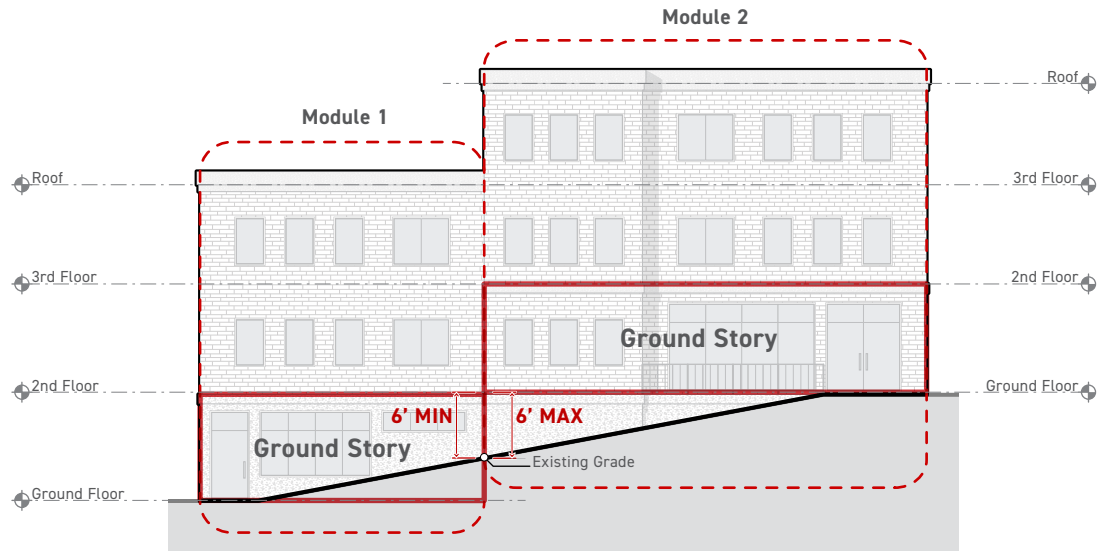 Module 2
Roof
Module 1
Roof
3rd Floor
3rd Floor
2nd Floor
Ground Story
2nd Floor
Ground Floor
6’ MIN
6’ MAX
Ground Story
Existing Grade
Ground Floor